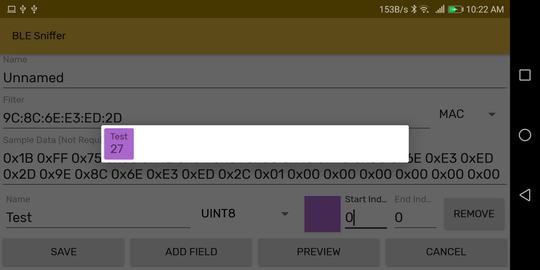 153B/s 10:22 AM
BLE Sniffer
Name
Unnamed
Filter
9C:8C:6E:E3:ED:2D
MAC
Sample Data (Not Requ
Test
27
0x1B 0xFF 0x75 6E 0xE3 0xED
0x2D 0x9E 0x8C 0x6E 0xE3 0xED 0x2C 0x01 0x00 0x00 0x00 0x00 0x00 0x00
Name
Test
UINT8
Start Ind...
0
End Ind...
0
REMOVE
SAVE
ADD FIELD
PREVIEW
CANCEL